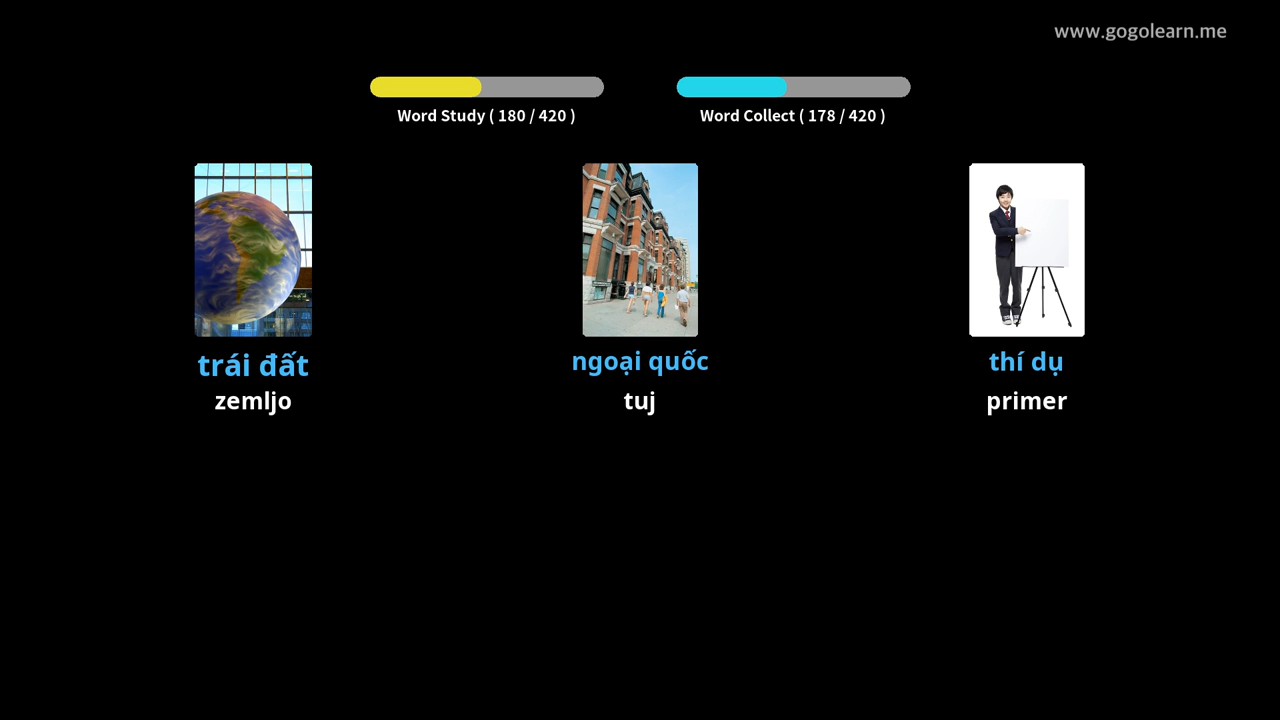 www.gogolearn.me
Word Study ( 180 / 420 )
Word Collect ( 178 / 420 )
trái đất
zemljo
ngoại quốc
tuj
thí dụ
primer